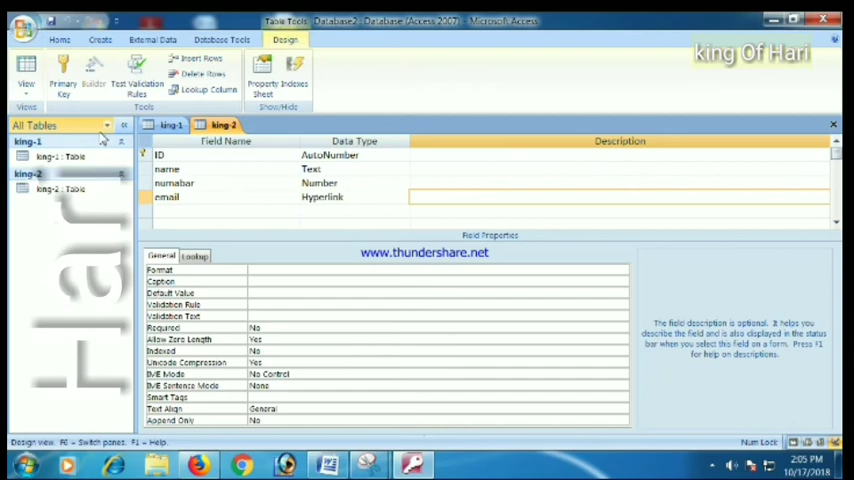 Table Tools
Database2 : Database (Access 2007) - Microsoft Access
Home
Create
External Data
Database Tools
Design
king Of Hari
View
Primary Key
Builder
Test Validation Rules
Insert Rows
Delete Rows
Lookup Column
Property Sheet
Indexes
Views
Tools
Show/Hide
All Tables
king-1
king-1 : Table
king-2
king-2 : Table
Hari
king-1
king-2
Field Name
Data Type
Description
ID
AutoNumber
name
Text
numabar
Number
email
Hyperlink
Field Properties
General
Lookup
www.thundershare.net
Format
Caption
Default Value
Validation Rule
Validation Text
Required
No
Allow Zero Length
Yes
Indexed
No
Unicode Compression
Yes
IME Mode
No Control
IME Sentence Mode
None
Smart Tags
Text Align
General
Append Only
No
The field description is optional. It helps you
describe the field and is also displayed in the status
bar when you select this field on a form. Press F1
for help on descriptions.
Design view. F6 = Switch panes. F1 = Help.
Num Lock
2:05 PM
10/17/2018